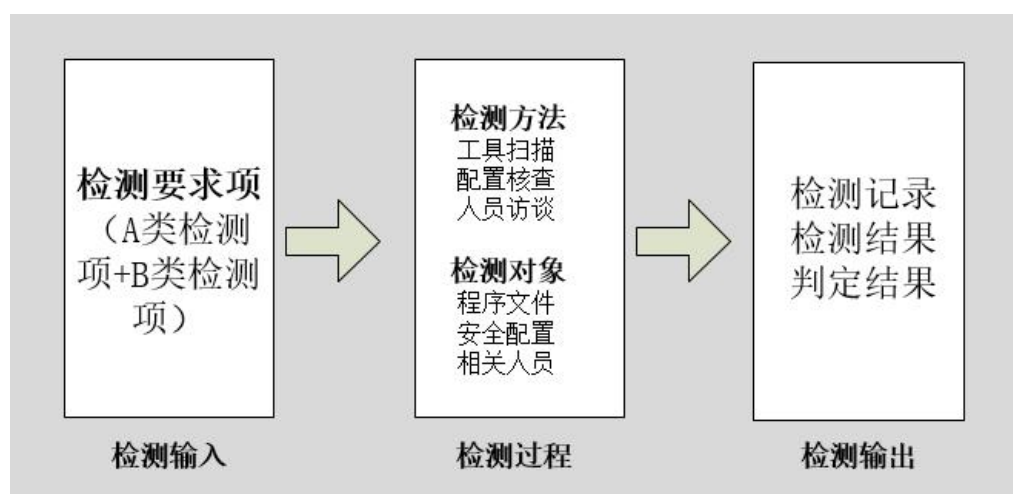 检测要求项
（A类检测
项+B类检测
项）
检测输入
检测方法
工具扫描
配置核查
人员访谈
检测对象
程序文件
安全配置
相关人员
检测过程
检测记录
检测结果
判定结果
检测输出